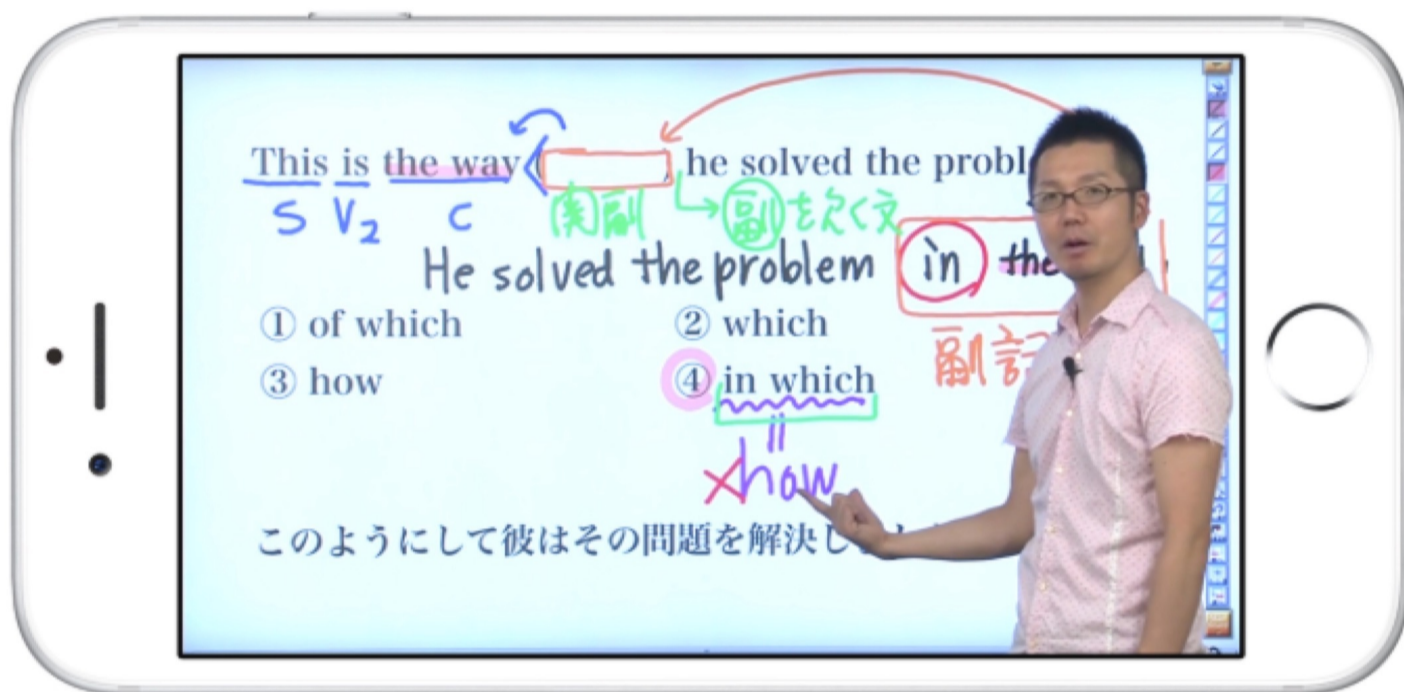 This is the way ( ) he solved the
S V2 C 関副 → 副を欠く文
He solved the problem in the
① of which ② which
③ how ④ in which
副詞
=
×how
このようにして彼はその問題を解決し